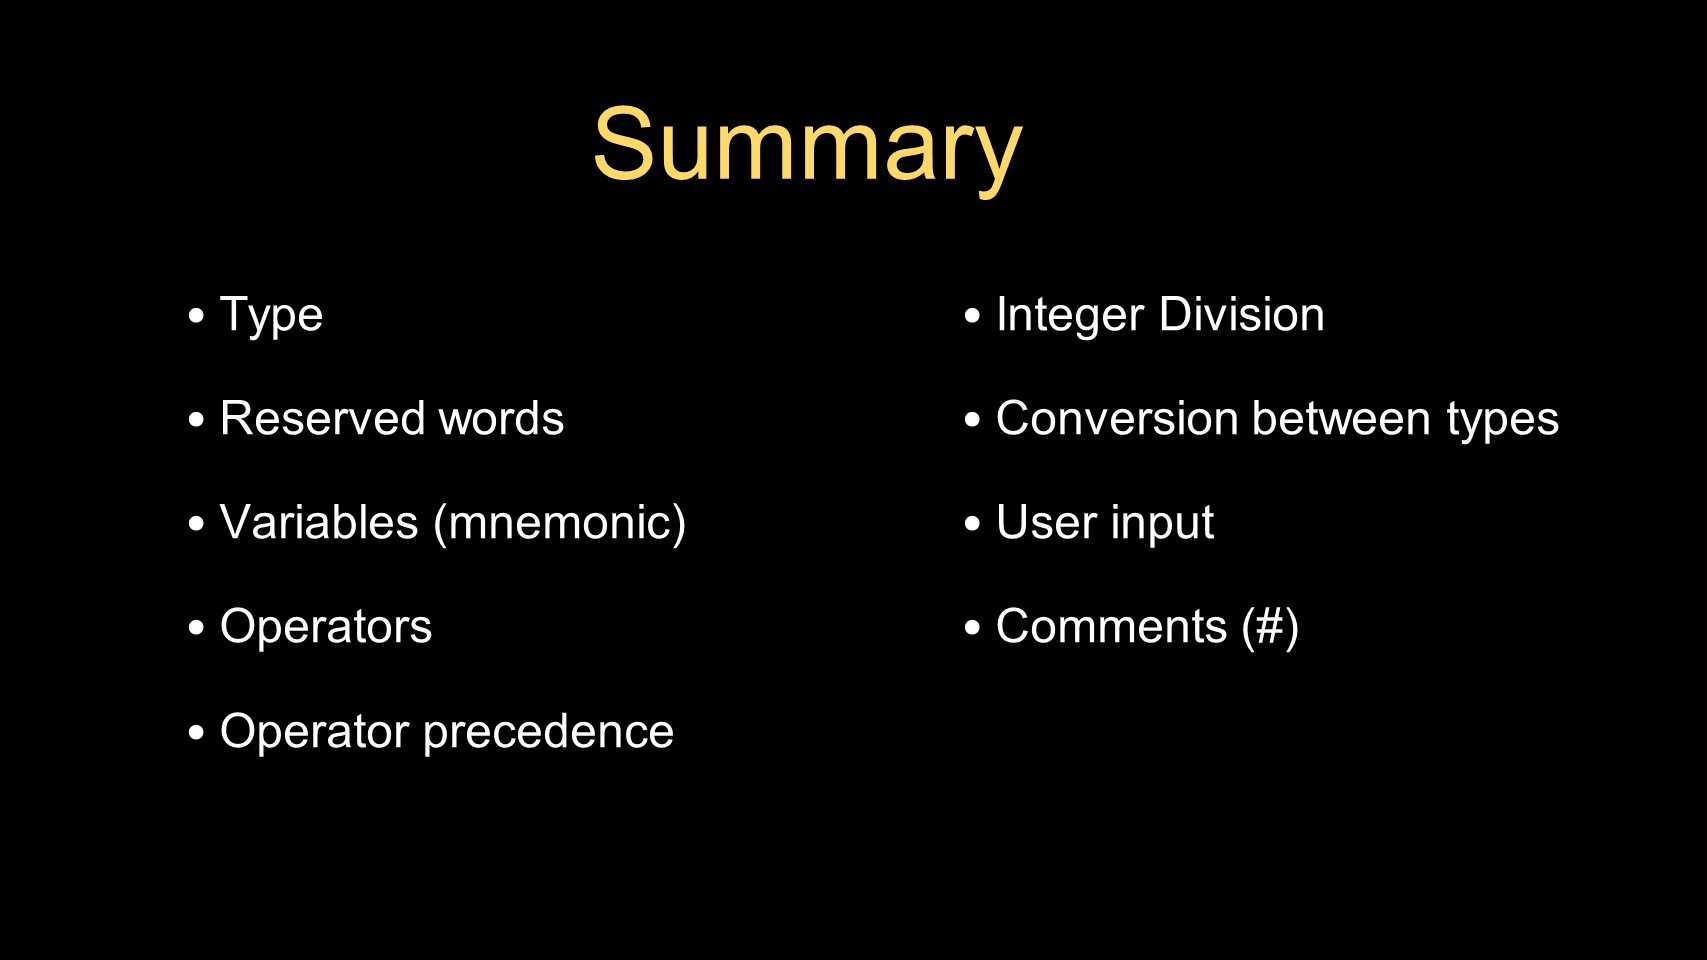 Summary
• Type
• Reserved words
• Variables (mnemonic)
• Operators
• Operator precedence
• Integer Division
• Conversion between types
• User input
• Comments (#)